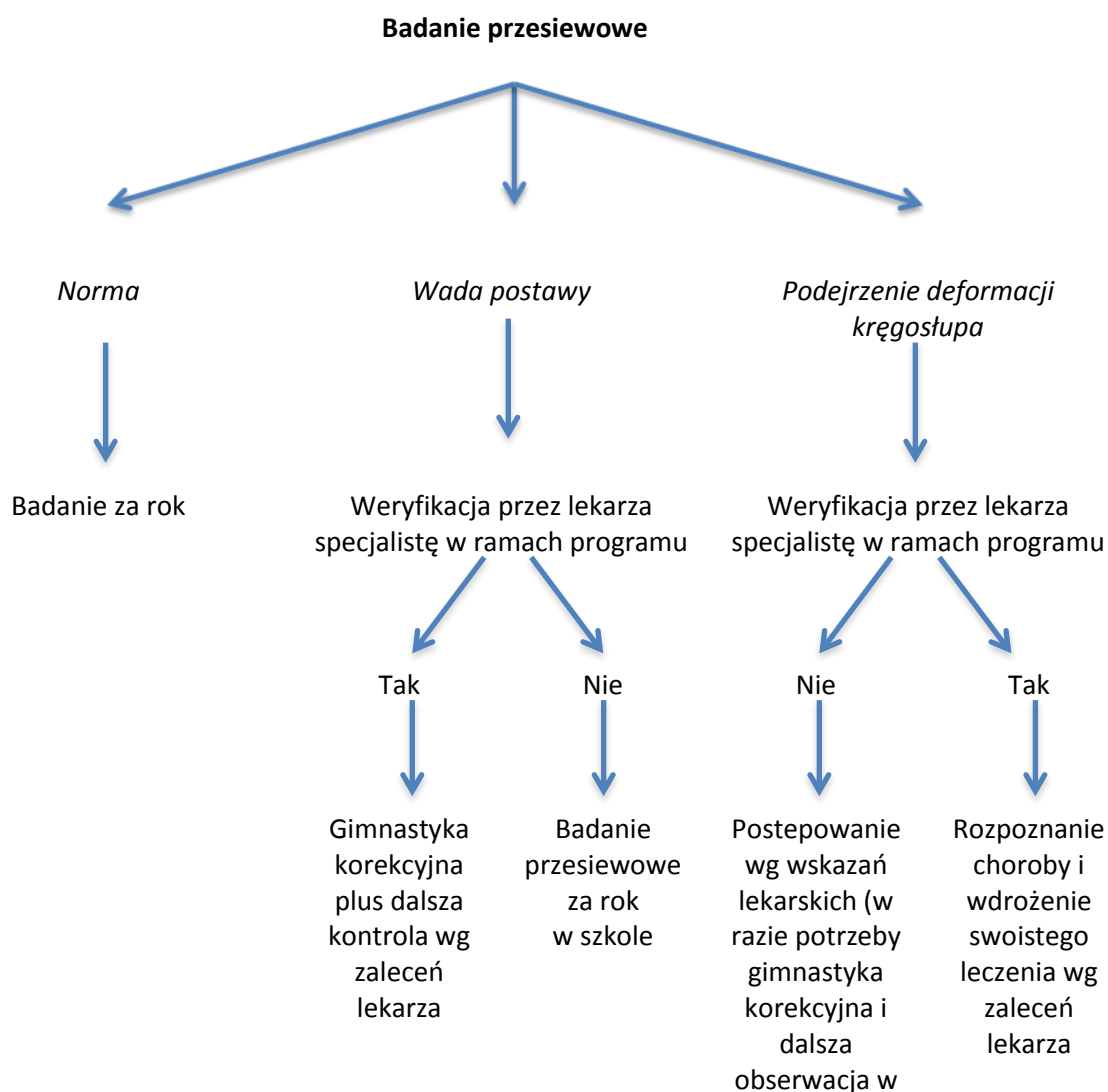 Badanie przesiewowe
Norma
Wada postawy
Podejrzenie deformacji
kręgosłupa
Badanie za rok
Weryfikacja przez lekarza
specjalistę w ramach programu
Weryfikacja przez lekarza
specjalistę w ramach programu
Tak
Nie
Nie
Tak
Gimnastyka
korekcyjna
plus dalsza
kontrola wg
zaleceń
lekarza
Badanie
przesiewowe
za rok
w szkole
Postepowanie
wg wskazań
lekarskich (w
razie potrzeby
gimnastyka
korekcyjna i
dalsza
obserwacja w
Rozpoznanie
choroby i
wdrożenie
swoistego
leczenia wg
zaleceń
lekarza